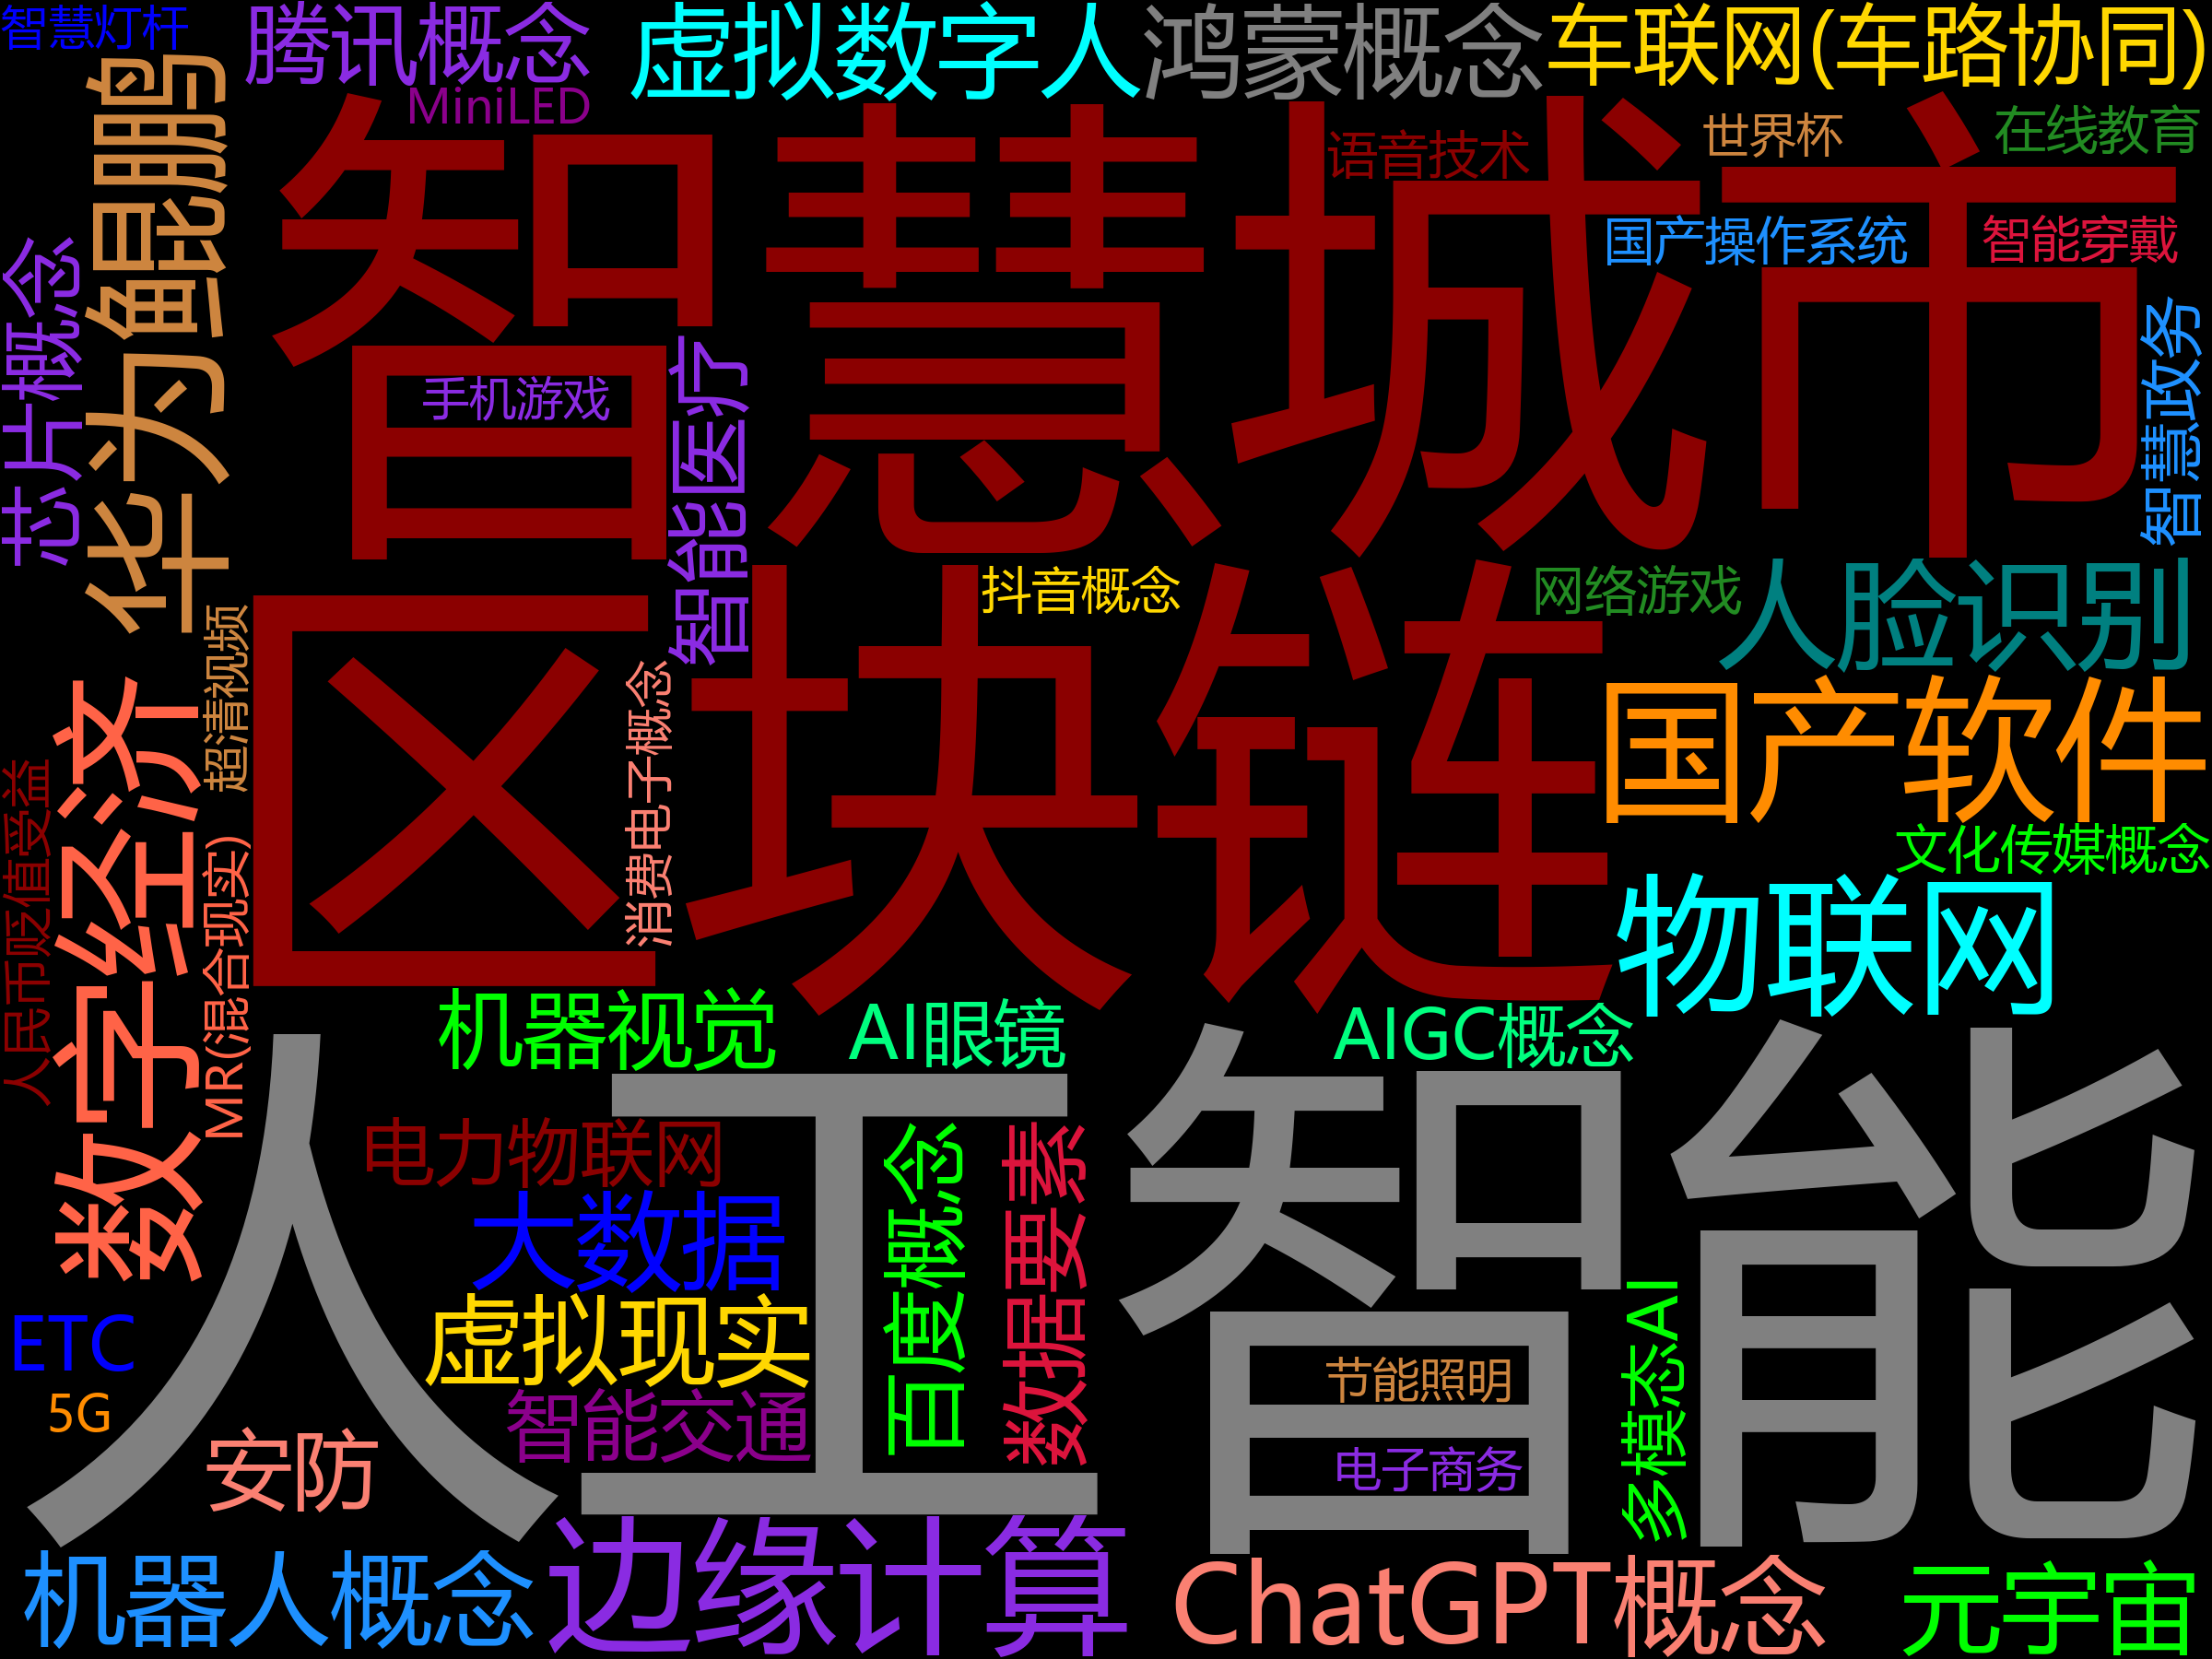 智慧灯杆
腾讯概念
虚拟数字人
鸿蒙概念
车联网(车路协同)
MiniLED
智慧城市
语音技术
世界杯
在线教育
国产操作系统
智能穿戴
华为鲲鹏
芯片概念
手机游戏
智能医疗
智慧政务
抖音概念
网络游戏
人脸识别
区块链
超清视频
消费电子概念
国产软件
数字经济
人民币贬值受益
MR(混合现实)
文化传媒概念
物联网
机器视觉
AI眼镜
AIGC概念
人工智能
电力物联网
大数据
百度概念
数据要素
虚拟现实
多模态AI
ETC
5G
智能交通
节能照明
安防
电子商务
机器人概念
边缘计算
ChatGPT概念
元宇宙